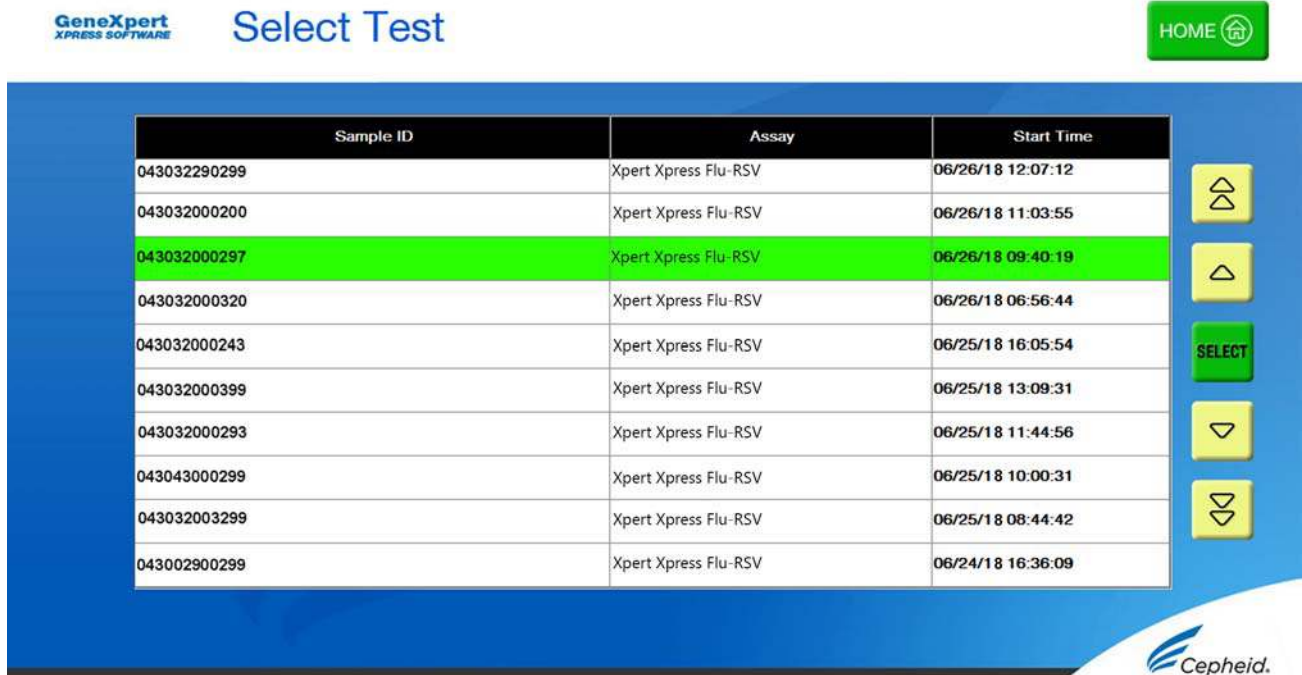 GeneXpert
XPRESS SOFTWARE
Select Test
HOME
Sample ID Assay Start Time
043032290299 Xpert Xpress Flu-RSV 06/26/18 12:07:12
043032000200 Xpert Xpress Flu-RSV 06/26/18 11:03:55
043032000297 Xpert Xpress Flu-RSV 06/26/18 09:40:19
043032000320 Xpert Xpress Flu-RSV 06/26/18 06:56:44
043032000243 Xpert Xpress Flu-RSV 06/25/18 16:05:54
SELECT
043032000399 Xpert Xpress Flu-RSV 06/25/18 13:09:31
043032000293 Xpert Xpress Flu-RSV 06/25/18 11:44:56
043043000299 Xpert Xpress Flu-RSV 06/25/18 10:00:31
043032003299 Xpert Xpress Flu-RSV 06/25/18 08:44:42
043002900299 Xpert Xpress Flu-RSV 06/24/18 16:36:09
Cepheid.